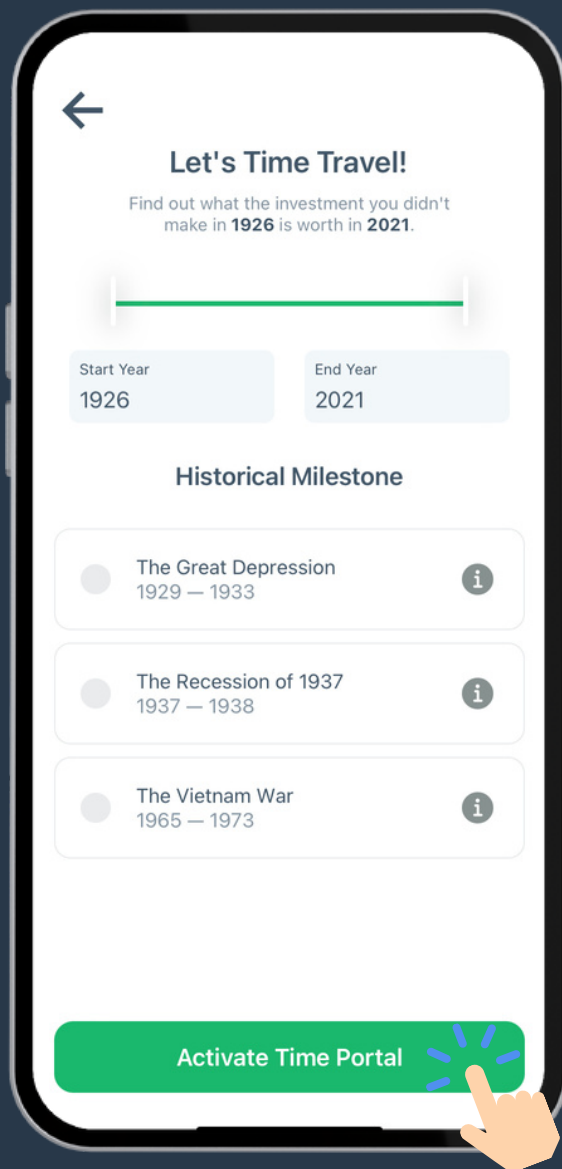 Let's Time Travel!
Find out what the investment you didn't
make in 1926 is worth in 2021.
Start Year
1926
End Year
2021
Historical Milestone
The Great Depression
1929 — 1933
The Recession of 1937
1937 — 1938
The Vietnam War
1965 — 1973
Activate Time Portal